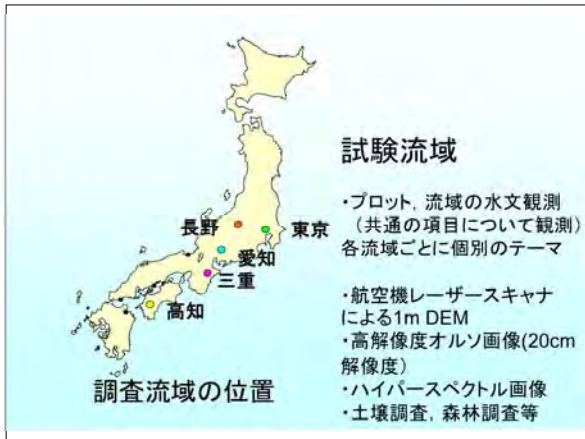 試験流域
・プロット, 流域の水文観測
（共通の項目について観測）
各流域ごとに個別のテーマ
・航空機レーザースキャナ
による1m DEM
・高解像度オルソ画像(20cm
解像度）
・ハイパースペクトル画像
・土壌調査, 森林調査等
長野
東京
愛知
三重
高知
調査流域の位置